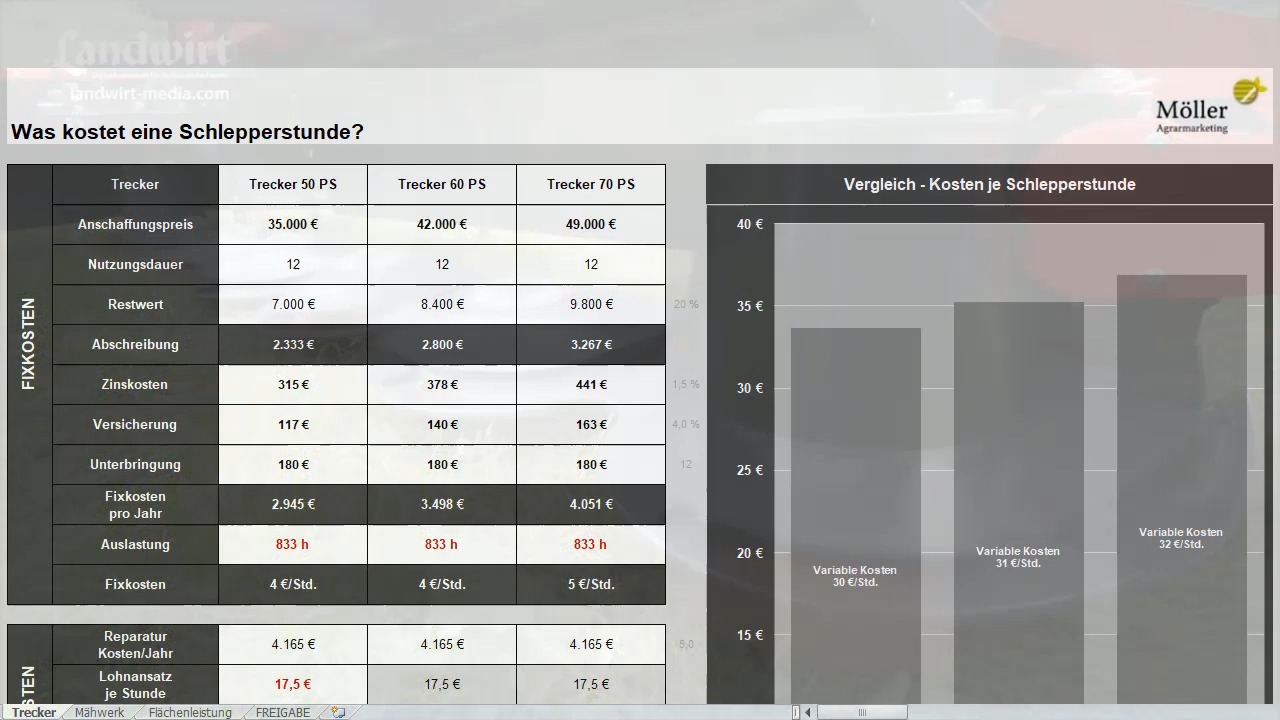 Landwirt
landwirt-media.com
Möller
Agrarmarketing
Was kostet eine Schlepperstunde?
FIXKOSTEN
Trecker Trecker 50 PS Trecker 60 PS Trecker 70 PS
Anschaffungspreis 35.000 € 42.000 € 49.000 €
Nutzungsdauer 12 12 12
Restwert 7.000 € 8.400 € 9.800 € 20 %
Abschreibung 2.333 € 2.800 € 3.267 €
Zinskosten 315 € 378 € 441 € 1,5 %
Versicherung 117 € 140 € 163 € 4,0 %
Unterbringung 180 € 180 € 180 € 12
Fixkosten
pro Jahr 2.945 € 3.498 € 4.051 €
Auslastung 833 h 833 h 833 h
Fixkosten 4 €/Std. 4 €/Std. 5 €/Std.
STEN
Reparatur
Kosten/Jahr 4.165 € 4.165 € 4.165 € 5,0
Lohnansatz
je Stunde 17,5 € 17,5 € 17,5 €
Vergleich - Kosten je Schlepperstunde
40 €
35 €
30 €
25 €
20 €
15 €
Variable Kosten
30 €/Std.
Variable Kosten
31 €/Std.
Variable Kosten
32 €/Std.
Trecker Mähwerk Flächenleistung FREIGABE